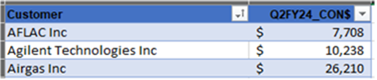 Customer Q2FY24_CON$
AFLAC Inc $ 7,708
Agilent Technologies Inc $ 10,238
Airgas Inc $ 26,210